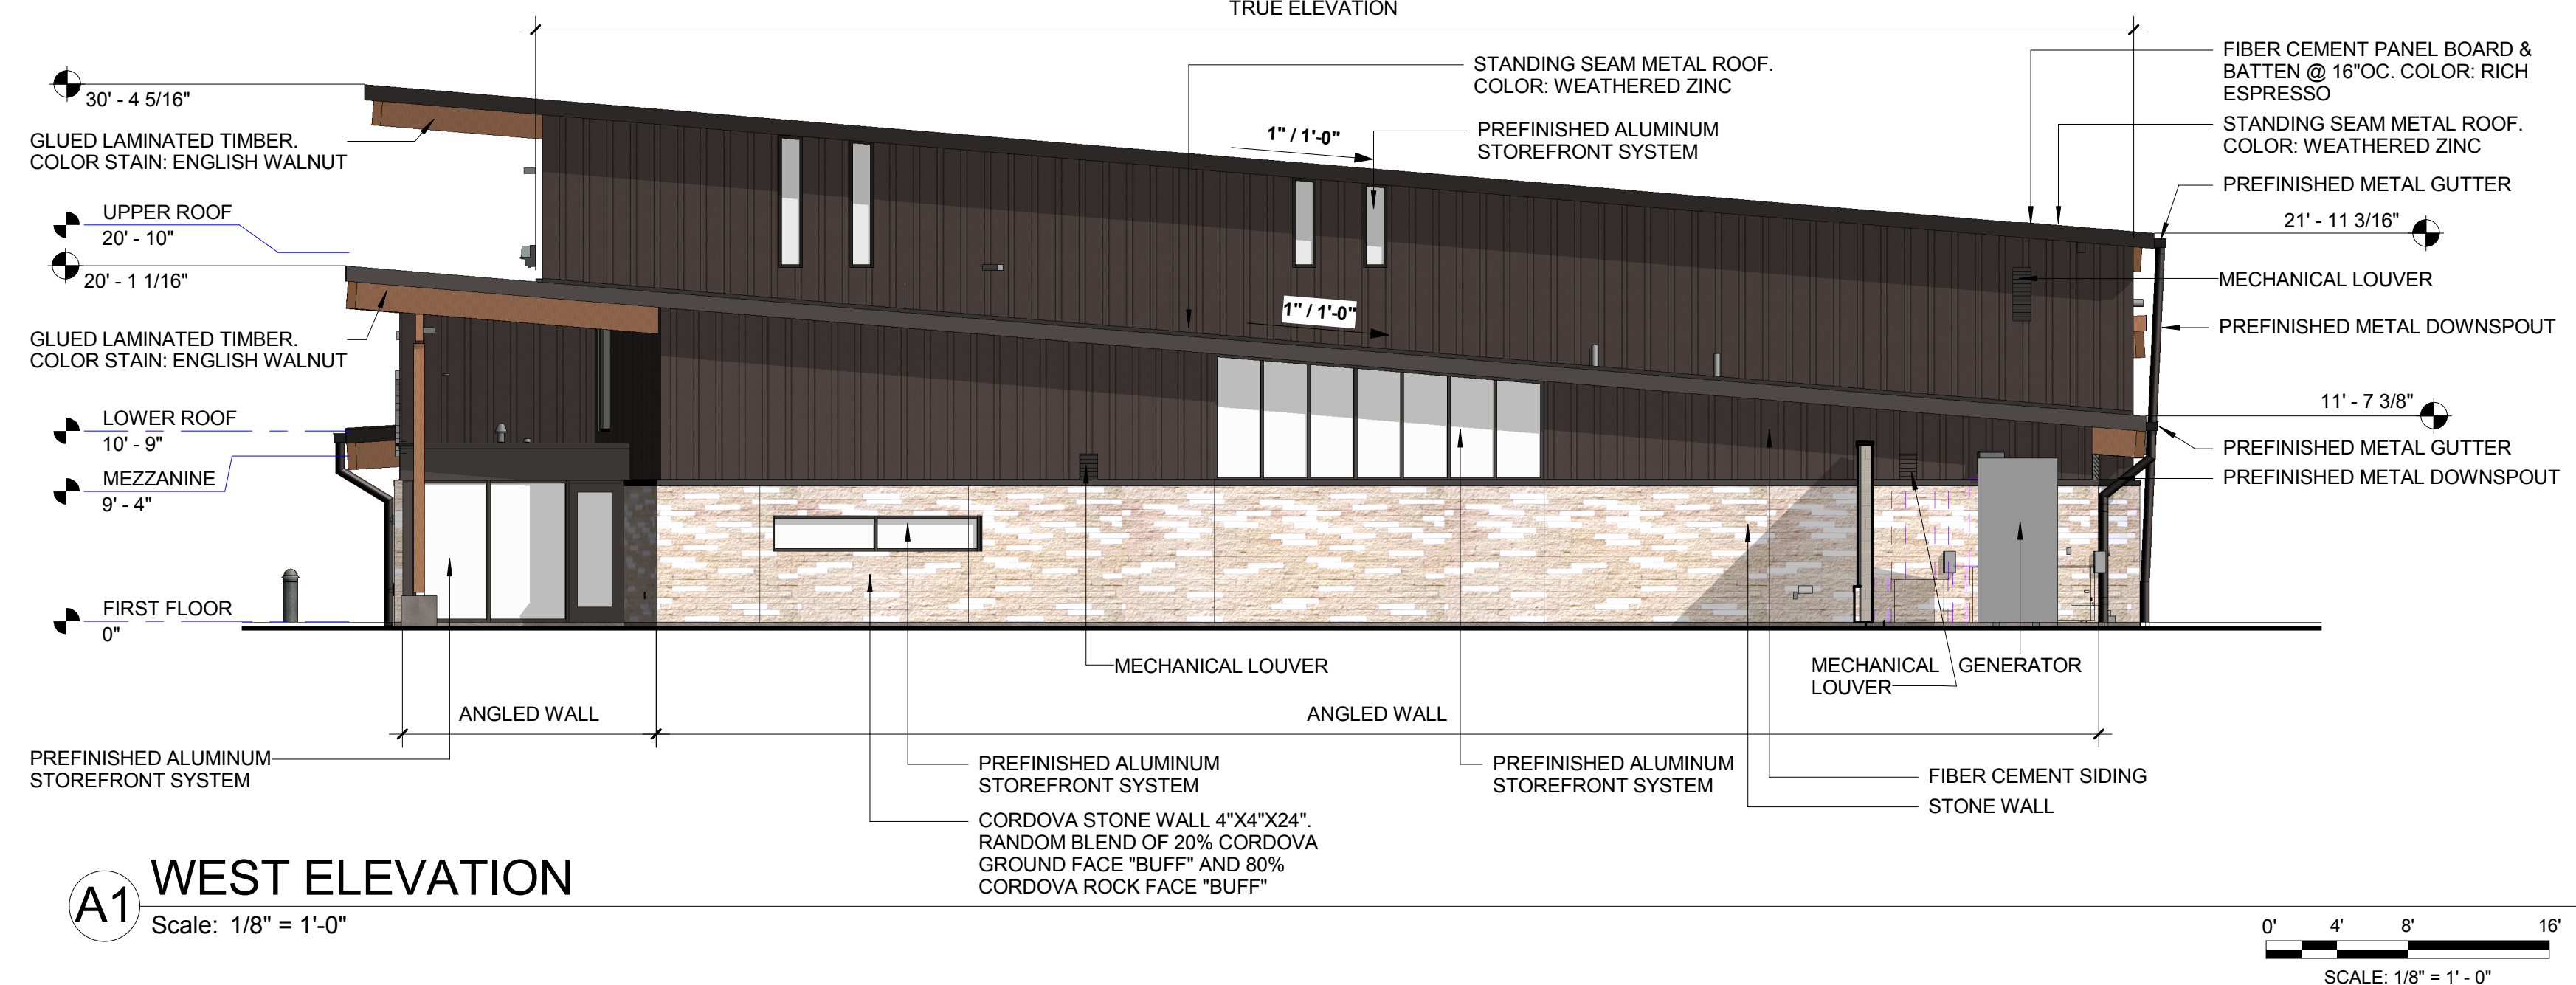 TRUE ELEVATION
30' - 4 5/16"
GLUED LAMINATED TIMBER.
COLOR STAIN: ENGLISH WALNUT
UPPER ROOF
20' - 10"
20' - 1 1/16"
GLUED LAMINATED TIMBER.
COLOR STAIN: ENGLISH WALNUT
LOWER ROOF
10' - 9"
MEZZANINE
9' - 4"
FIRST FLOOR
0"
STANDING SEAM METAL ROOF.
COLOR: WEATHERED ZINC
1" / 1'-0"
PREFINISHED ALUMINUM
STOREFRONT SYSTEM
1" / 1'-0"
FIBER CEMENT PANEL BOARD &
BATTEN @ 16"OC. COLOR: RICH
ESPRESSO
STANDING SEAM METAL ROOF.
COLOR: WEATHERED ZINC
PREFINISHED METAL GUTTER
21' - 11 3/16"
MECHANICAL LOUVER
PREFINISHED METAL DOWNSPOUT
11' - 7 3/8"
PREFINISHED METAL GUTTER
PREFINISHED METAL DOWNSPOUT
MECHANICAL LOUVER
MECHANICAL
LOUVER
GENERATOR
ANGLED WALL
ANGLED WALL
PREFINISHED ALUMINUM
STOREFRONT SYSTEM
PREFINISHED ALUMINUM
STOREFRONT SYSTEM
PREFINISHED ALUMINUM
STOREFRONT SYSTEM
FIBER CEMENT SIDING
STONE WALL
CORDOVA STONE WALL 4"X4"X24".
RANDOM BLEND OF 20% CORDOVA
GROUND FACE "BUFF" AND 80%
CORDOVA ROCK FACE "BUFF"
A1
WEST ELEVATION
Scale: 1/8" = 1'-0"
0' 4' 8' 16'
SCALE: 1/8" = 1' - 0"